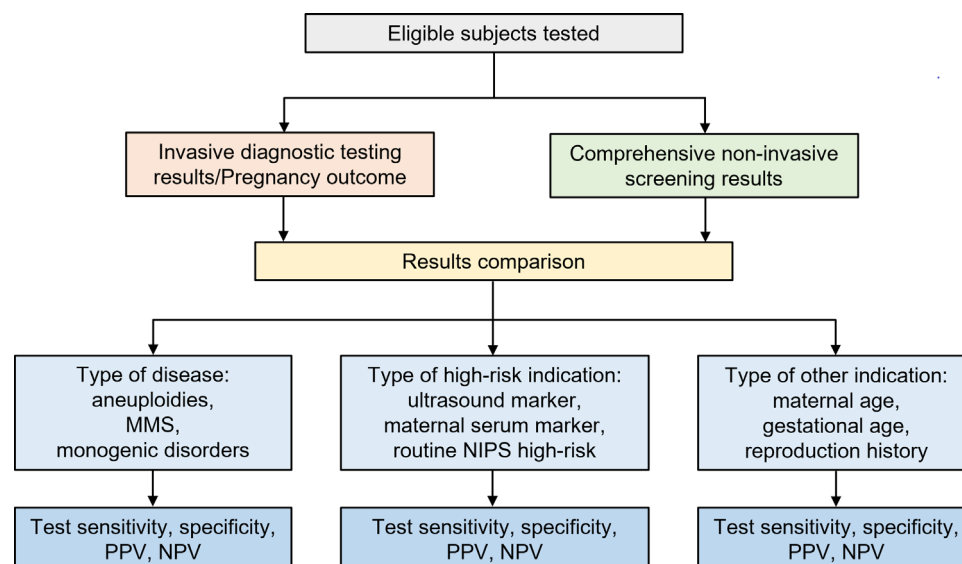 Eligible subjects tested
Invasive diagnostic testing
results/Pregnancy outcome
Comprehensive non-invasive
screening results
Results comparison
Type of disease:
aneuploidies,
MMS,
monogenic disorders
Type of high-risk indication:
ultrasound marker,
maternal serum marker,
routine NIPS high-risk
Type of other indication:
maternal age,
gestational age,
reproduction history
Test sensitivity, specificity,
PPV, NPV
Test sensitivity, specificity,
PPV, NPV
Test sensitivity, specificity,
PPV, NPV